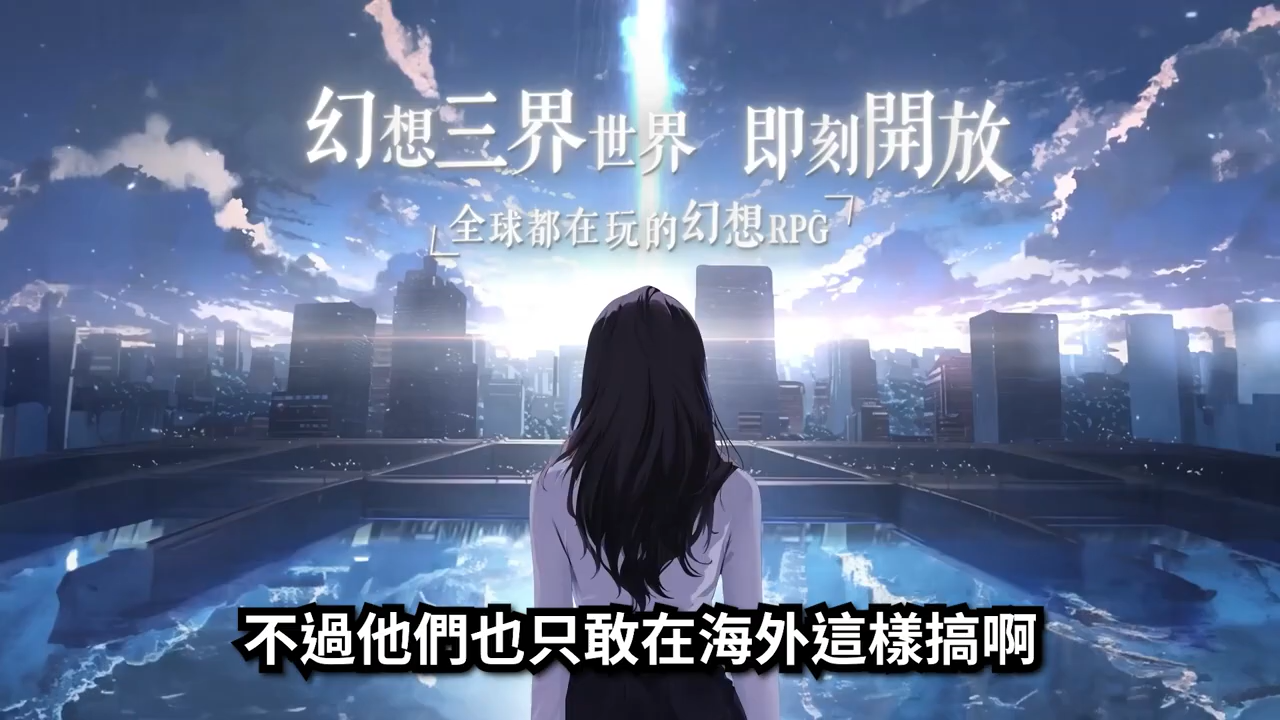 幻想三界世界 即刻開放
全球都在玩的幻想RPG
不過他們也只敢在海外這樣搞啊